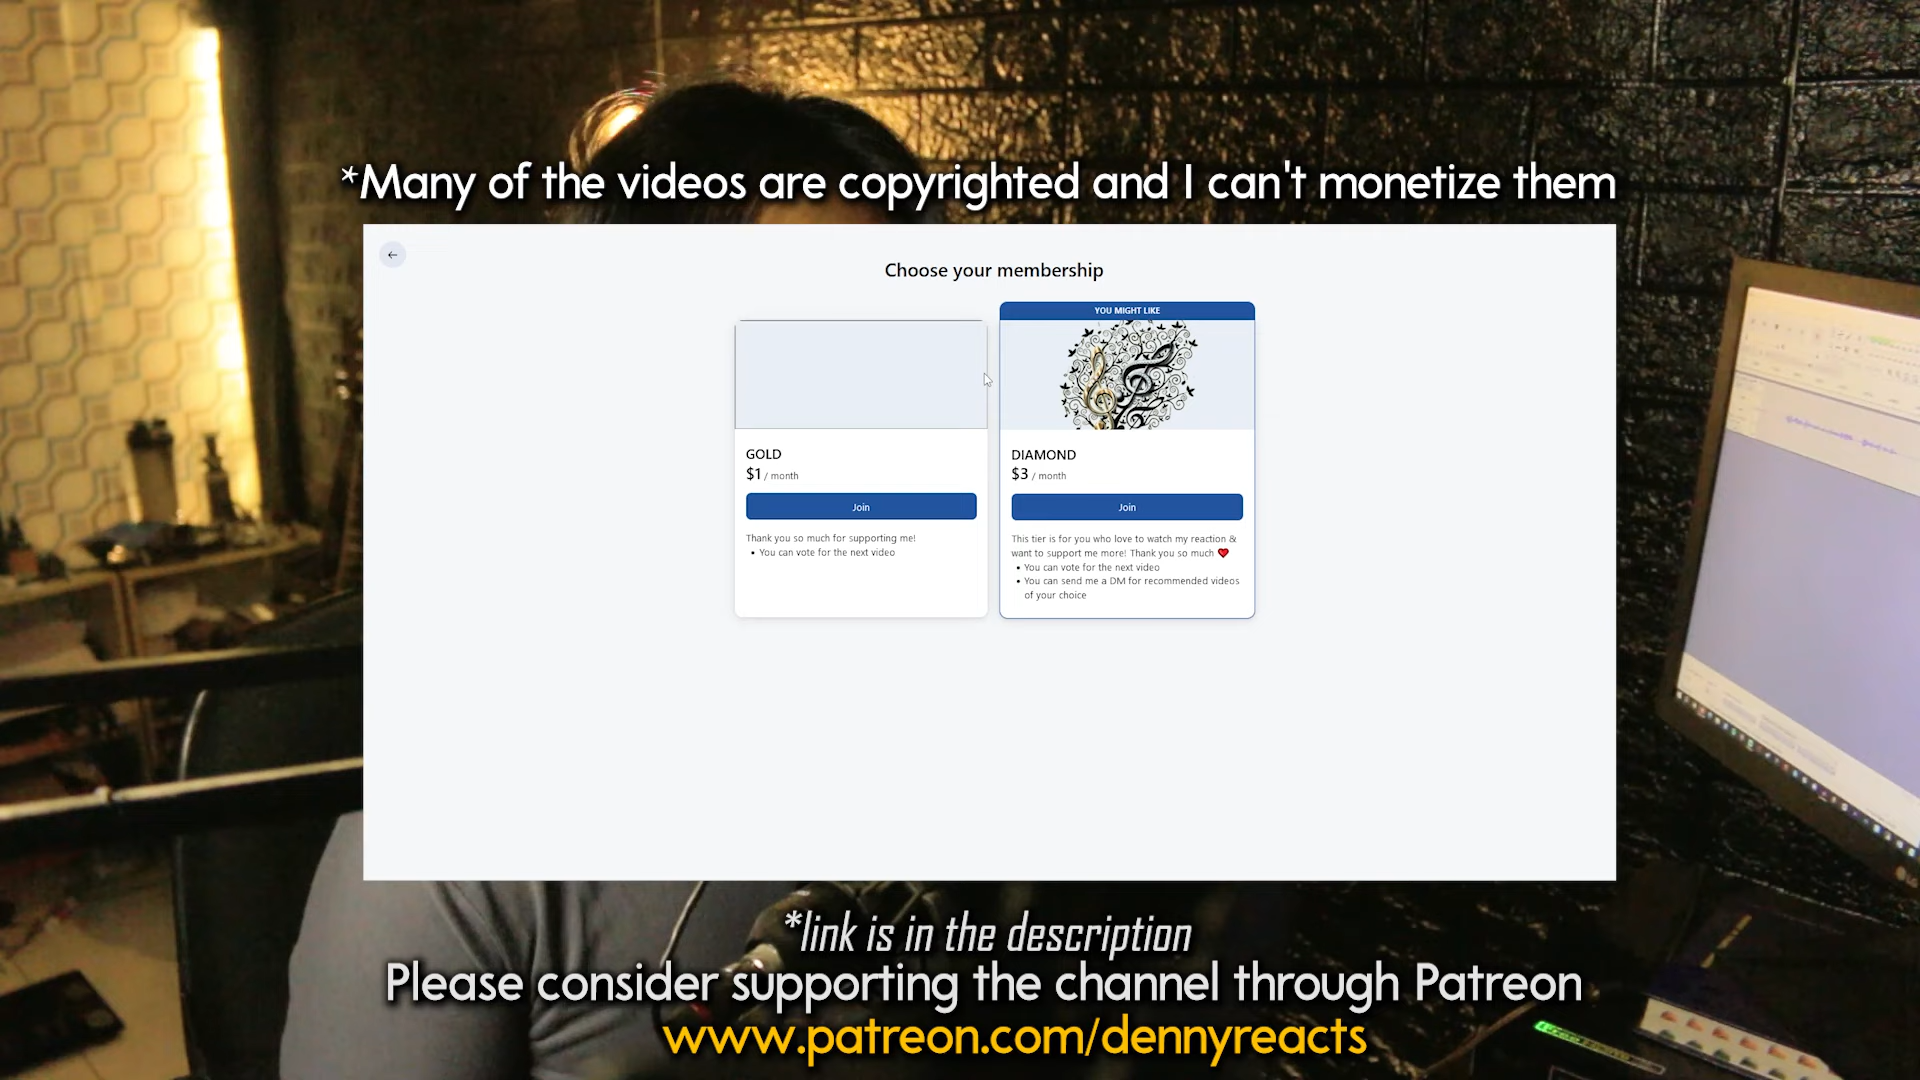 *Many of the videos are copyrighted and I can't monetize them
←
Choose your membership
YOU MIGHT LIKE
GOLD
$1 / month
Join
Thank you so much for supporting me!
• You can vote for the next video
DIAMOND
$3 / month
Join
This tier is for you who love to watch my reaction &
want to support me more! Thank you so much ❤
• You can vote for the next video
• You can send me a DM for recommended videos
of your choice
*link is in the description
Please consider supporting the channel through Patreon
www.patreon.com/dennyreacts